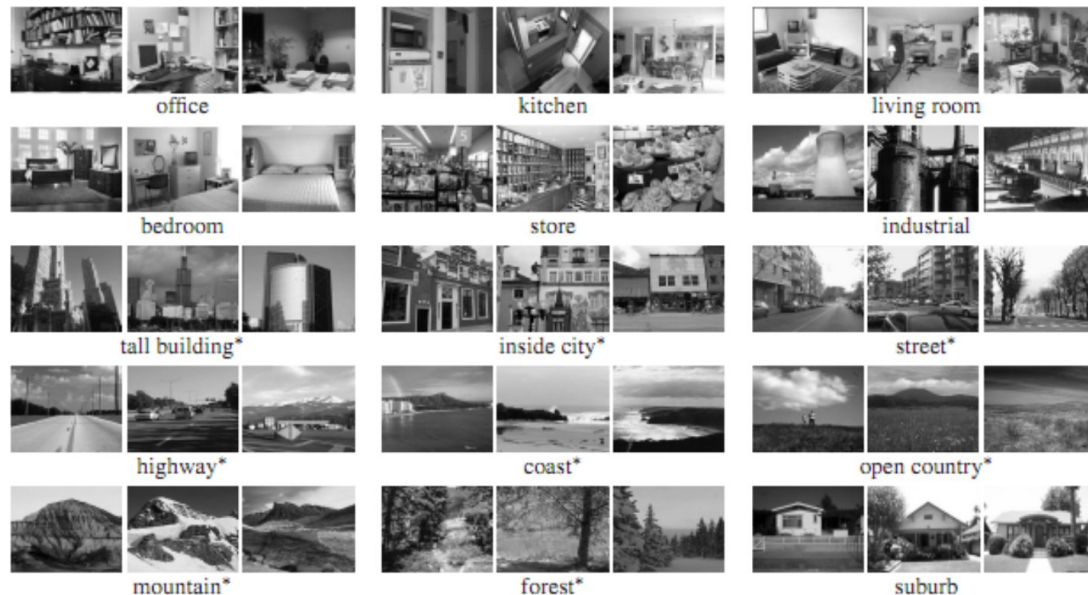 office
kitchen
living room
bedroom
store
industrial
tall building*
inside city*
street*
highway*
coast*
open country*
mountain*
forest*
suburb